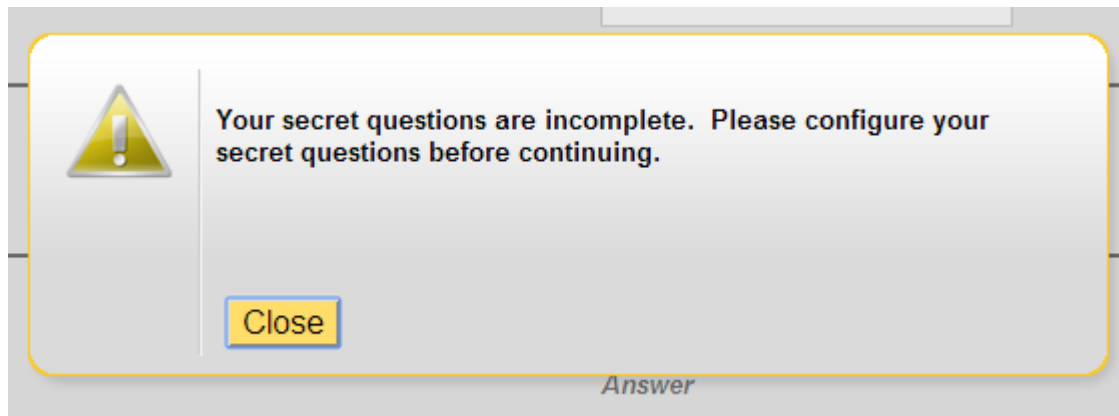 Your secret questions are incomplete.  Please configure your
secret questions before continuing.
Close
Answer